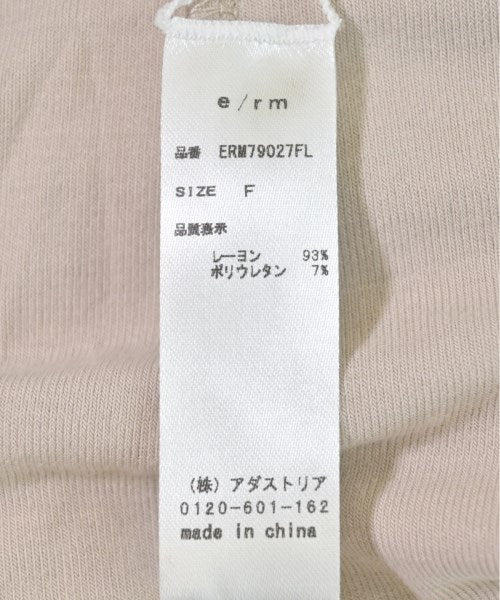 e/rm
品番 ERM79027FL
SIZE F
品質表示
レーヨン 93%
ポリウレタン 7%
(株)アダストリア
0120-601-162
made in china